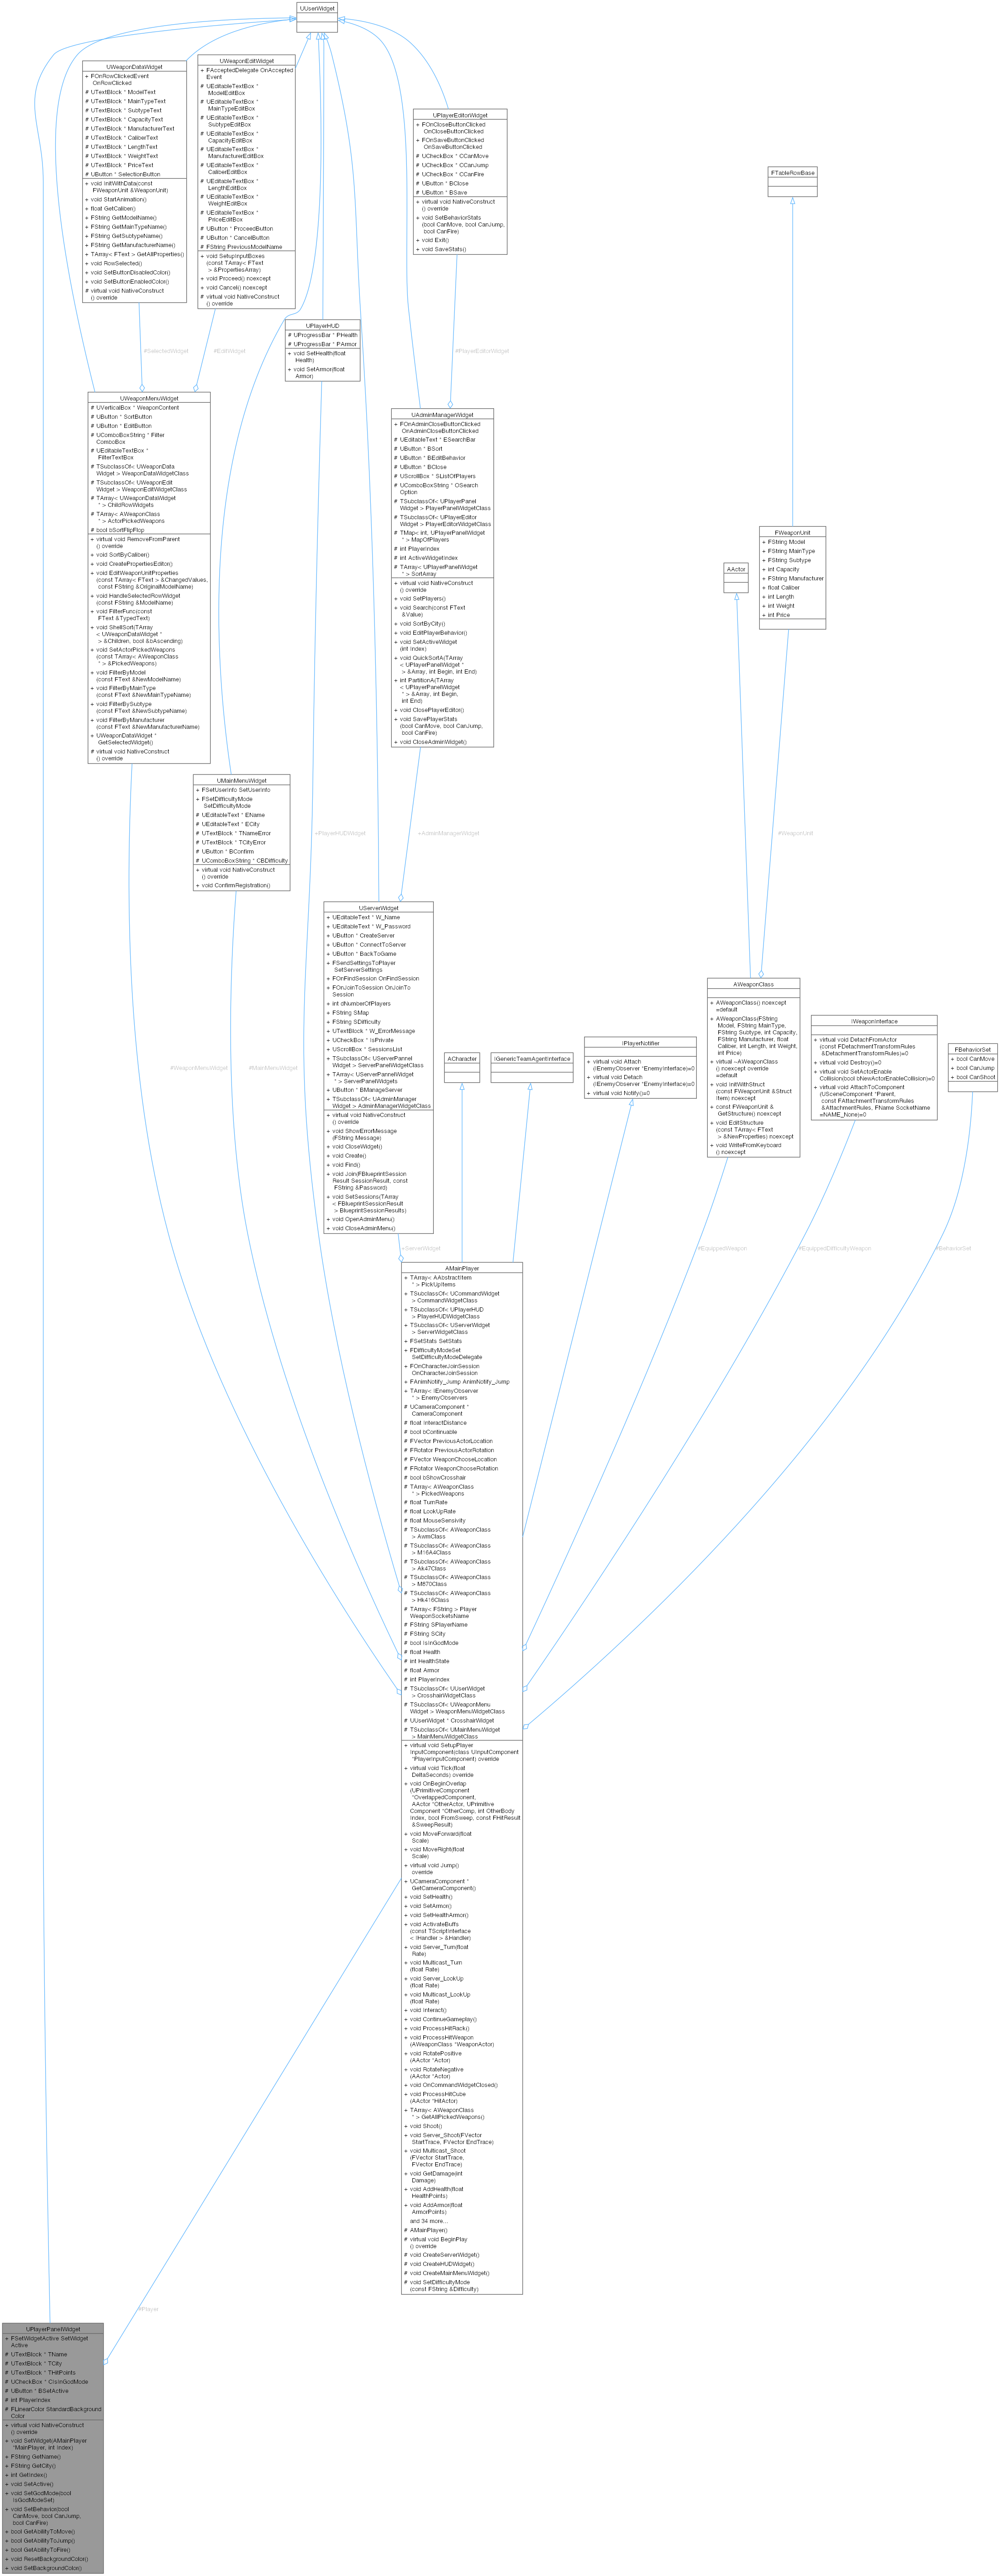 UUserWidget
UWeaponDataWidget
+ FOnRowClickedEvent
OnRowClicked
# UTextBlock * ModelText
# UTextBlock * MainTypeText
# UTextBlock * SubtypeText
# UTextBlock * CapacityText
# UTextBlock * ManufacturerText
# UTextBlock * CaliberText
# UTextBlock * LengthText
# UTextBlock * WeightText
# UTextBlock * PriceText
# UButton * SelectionButton
+ void InitWithData(const
FWeaponUnit &WeaponUnit)
+ void StartAnimation()
+ float GetCaliber()
+ FString GetModelName()
+ FString GetMainTypeName()
+ FString GetSubtypeName()
+ FString GetManufacturerName()
+ TArray< FText > GetAllProperties()
+ void RowSelected()
+ void SetButtonDisabledColor()
+ void SetButtonEnabledColor()
# virtual void NativeConstruct
() override
UWeaponEditWidget
+ FAcceptedDelegate OnAccepted
Event
# UEditableTextBox *
ModelEditBox
# UEditableTextBox *
MainTypeEditBox
# UEditableTextBox *
SubtypeEditBox
# UEditableTextBox *
CapacityEditBox
# UEditableTextBox *
ManufacturerEditBox
# UEditableTextBox *
CaliberEditBox
# UEditableTextBox *
LengthEditBox
# UEditableTextBox *
WeightEditBox
# UEditableTextBox *
PriceEditBox
# UButton * ProceedButton
# UButton * CancelButton
# FString PreviousModelName
+ void SetupInputBoxes
(const TArray< FText
> &PropertiesArray)
+ void Proceed() noexcept
+ void Cancel() noexcept
# virtual void NativeConstruct
() override
UPlayerEditorWidget
+ FOnCloseButtonClicked
OnCloseButtonClicked
+ FOnSaveButtonClicked
OnSaveButtonClicked
# UCheckBox * CCanMove
# UCheckBox * CCanJump
# UCheckBox * CCanFire
# UButton * BClose
# UButton * BSave
+ virtual void NativeConstruct
() override
+ void SetBehaviorStats
(bool CanMove, bool CanJump,
bool CanFire)
+ void Exit()
+ void SaveStats()
FTableRowBase
UPlayerHUD
# UProgressBar * PHealth
# UProgressBar * PArmor
+ void SetHealth(float
Health)
+ void SetArmor(float
Armor)
#SelectedWidget
#EditWidget
#PlayerEditorWidget
UWeaponMenuWidget
# UVerticalBox * WeaponContent
# UButton * SortButton
# UButton * EditButton
# UComboBoxString * Filter
ComboBox
# UEditableTextBox *
FilterTextBox
# TSubclassOf< UWeaponData
Widget > WeaponDataWidgetClass
# TSubclassOf< UWeaponEdit
Widget > WeaponEditWidgetClass
# TArray< UWeaponDataWidget
* > ChildRowWidgets
# TArray< AWeaponClass
* > ActorPickedWeapons
# bool bSortFlipFlop
+ virtual void RemoveFromParent
() override
+ void SortByCaliber()
+ void CreatePropertiesEditor()
+ void EditWeaponUnitProperties
(const TArray< FText > &ChangedValues,
const FString &OriginalModelName)
+ void HandleSelectedRowWidget
(const FString &ModelName)
+ void FilterFunc(const
FText &TypedText)
+ void ShellSort(TArray
< UWeaponDataWidget *
> &Children, bool &bAscending)
+ void SetActorPickedWeapons
(const TArray< AWeaponClass
* > &PickedWeapons)
+ void FilterByModel
(const FText &NewModelName)
+ void FilterByMainType
(const FText &NewMainTypeName)
+ void FilterBySubtype
(const FText &NewSubtypeName)
+ void FilterByManufacturer
(const FText &NewManufacturerName)
+ UWeaponDataWidget *
GetSelectedWidget()
# virtual void NativeConstruct
() override
UAdminManagerWidget
+ FOnAdminCloseButtonClicked
OnAdminCloseButtonClicked
# UEditableText * ESearchBar
# UButton * BSort
# UButton * BEditBehavior
# UButton * BClose
# UScrollBox * SListOfPlayers
# UComboBoxString * OSearch
Option
# TSubclassOf< UPlayerPanel
Widget > PlayerPanelWidgetClass
# TSubclassOf< UPlayerEditor
Widget > PlayerEditorWidgetClass
# TMap< int, UPlayerPanelWidget
* > MapOfPlayers
# int PlayerIndex
# int ActiveWidgetIndex
# TArray< UPlayerPanelWidget
* > SortArray
+ virtual void NativeConstruct
() override
+ void SetPlayers()
+ void Search(const FText
&Value)
+ void SortByCity()
+ void EditPlayerBehavior()
+ void SetActiveWidget
(int Index)
+ void QuickSortA(TArray
< UPlayerPanelWidget *
> &Array, int Begin, int End)
+ int PartitionA(TArray
< UPlayerPanelWidget
* > &Array, int Begin,
int End)
+ void ClosePlayerEditor()
+ void SavePlayerStats
(bool CanMove, bool CanJump,
bool CanFire)
+ void CloseAdminWidget()
AActor
FWeaponUnit
+ FString Model
+ FString MainType
+ FString Subtype
+ int Capacity
+ FString Manufacturer
+ float Caliber
+ int Length
+ int Weight
+ int Price
UMainMenuWidget
+ FSetUserInfo SetUserInfo
+ FSetDifficultyMode
SetDifficultyMode
# UEditableText * EName
# UEditableText * ECity
# UTextBlock * TNameError
# UTextBlock * TCityError
# UButton * BConfirm
# UComboBoxString * CBDifficulty
+ virtual void NativeConstruct
() override
+ void ConfirmRegistration()
+PlayerHUDWidget
+AdminManagerWidget
#WeaponUnit
UServerWidget
+ UEditableText * W_Name
+ UEditableText * W_Password
+ UButton * CreateServer
+ UButton * ConnectToServer
+ UButton * BackToGame
+ FSendSettingsToPlayer
SetServerSettings
+ FOnFindSession OnFindSession
+ FOnJoinToSession OnJoinTo
Session
+ int dNumberOfPlayers
+ FString SMap
+ FString SDifficulty
+ UTextBlock * W_ErrorMessage
+ UCheckBox * IsPrivate
+ UScrollBox * SessionsList
+ TSubclassOf< UServerPannel
Widget > ServerPanelWidgetClass
+ TArray< UServerPannelWidget
* > ServerPanelWidgets
+ UButton * BManageServer
+ TSubclassOf< UAdminManager
Widget > AdminManagerWidgetClass
+ virtual void NativeConstruct
() override
+ void ShowErrorMessage
(FString Message)
+ void CloseWidget()
+ void Create()
+ void Find()
+ void Join(FBlueprintSession
Result SessionResult, const
FString &Password)
+ void SetSessions(TArray
< FBlueprintSessionResult
> BlueprintSessionResults)
+ void OpenAdminMenu()
+ void CloseAdminMenu()
#WeaponMenuWidget
#MainMenuWidget
ACharacter
IGenericTeamAgentInterface
IPlayerNotifier
+ virtual void Attach
(IEnemyObserver *EnemyInterface)=0
+ virtual void Detach
(IEnemyObserver *EnemyInterface)=0
+ virtual void Notify()=0
AWeaponClass
+ AWeaponClass() noexcept
=default
+ AWeaponClass(FString
Model, FString MainType,
FString Subtype, int Capacity,
FString Manufacturer, float
Caliber, int Length, int Weight,
int Price)
+ virtual ~AWeaponClass
() noexcept override
=default
+ void InitWithStruct
(const FWeaponUnit &Struct
Item) noexcept
+ const FWeaponUnit &
GetStructure() noexcept
+ void EditStructure
(const TArray< FText
> &NewProperties) noexcept
+ void WriteFromKeyboard
() noexcept
IWeaponInterface
+ virtual void DetachFromActor
(const FDetachmentTransformRules
&DetachmentTransformRules)=0
+ virtual void Destroy()=0
+ virtual void SetActorEnable
Collision(bool bNewActorEnableCollision)=0
+ virtual void AttachToComponent
(USceneComponent *Parent,
const FAttachmentTransformRules
&AttachmentRules, FName SocketName
=NAME_None)=0
FBehaviorSet
+ bool CanMove
+ bool CanJump
+ bool CanShoot
+ServerWidget
#EquippedWeapon
#EquippedDifficultyWeapon
#BehaviorSet
AMainPlayer
+ TArray< AAbstractItem
* > PickUpItems
+ TSubclassOf< UCommandWidget
> CommandWidgetClass
+ TSubclassOf< UPlayerHUD
> PlayerHUDWidgetClass
+ TSubclassOf< UServerWidget
> ServerWidgetClass
+ FSetStats SetStats
+ FDifficultyModeSet
SetDifficultyModeDelegate
+ FOnCharacterJoinSession
OnCharacterJoinSession
+ FAnimNotify_Jump AnimNotify_Jump
+ TArray< IEnemyObserver
* > EnemyObservers
# UCameraComponent *
CameraComponent
# float InteractDistance
# bool bContinuable
# FVector PreviousActorLocation
# FRotator PreviousActorRotation
# FVector WeaponChooseLocation
# FRotator WeaponChooseRotation
# bool bShowCrosshair
# TArray< AWeaponClass
* > PickedWeapons
# float TurnRate
# float LookUpRate
# float MouseSensivity
# TSubclassOf< AWeaponClass
> AwmClass
# TSubclassOf< AWeaponClass
> M16A4Class
# TSubclassOf< AWeaponClass
> Ak47Class
# TSubclassOf< AWeaponClass
> M870Class
# TSubclassOf< AWeaponClass
> Hk416Class
# TArray< FString > Player
WeaponSocketsName
# FString SPlayerName
# FString SCity
# bool IsInGodMode
# float Health
# int HealthState
# float Armor
# int PlayerIndex
# TSubclassOf< UUserWidget
> CrosshairWidgetClass
# TSubclassOf< UWeaponMenu
Widget > WeaponMenuWidgetClass
# UUserWidget * CrosshairWidget
# TSubclassOf< UMainMenuWidget
> MainMenuWidgetClass
+ virtual void SetupPlayer
InputComponent(class UInputComponent
*PlayerInputComponent) override
+ virtual void Tick(float
DeltaSeconds) override
+ void OnBeginOverlap
(UPrimitiveComponent
*OverlappedComponent,
AActor *OtherActor, UPrimitive
Component *OtherComp, int OtherBody
Index, bool FromSweep, const FHitResult
&SweepResult)
+ void MoveForward(float
Scale)
+ void MoveRight(float
Scale)
+ virtual void Jump()
override
+ UCameraComponent *
GetCameraComponent()
+ void SetHealth()
+ void SetArmor()
+ void SetHealthArmor()
+ void ActivateBuffs
(const TScriptInterface
< IHandler > &Handler)
+ void Server_Turn(float
Rate)
+ void Multicast_Turn
(float Rate)
+ void Server_LookUp
(float Rate)
+ void Multicast_LookUp
(float Rate)
+ void Interact()
+ void ContinueGameplay()
+ void ProcessHitRack()
+ void ProcessHitWeapon
(AWeaponClass *WeaponActor)
+ void RotatePositive
(AActor *Actor)
+ void RotateNegative
(AActor *Actor)
+ void OnCommandWidgetClosed()
+ void ProcessHitCube
(AActor *HitActor)
+ TArray< AWeaponClass
* > GetAllPickedWeapons()
+ void Shoot()
+ void Server_Shoot(FVector
StartTrace, FVector EndTrace)
+ void Multicast_Shoot
(FVector StartTrace,
FVector EndTrace)
+ void GetDamage(int
Damage)
+ void AddHealth(float
HealthPoints)
+ void AddArmor(float
ArmorPoints)
and 34 more...
# AMainPlayer()
# virtual void BeginPlay
() override
# void CreateServerWidget()
# void CreateHUDWidget()
# void CreateMainMenuWidget()
# void SetDifficultyMode
(const FString &Difficulty)
#Player
UPlayerPanelWidget
+ FSetWidgetActive SetWidget
Active
# UTextBlock * TName
# UTextBlock * TCity
# UTextBlock * THitPoints
# UCheckBox * CIsInGodMode
# UButton * BSetActive
# int PlayerIndex
# FLinearColor StandardBackground
Color
+ virtual void NativeConstruct
() override
+ void SetWidget(AMainPlayer
*MainPlayer, int Index)
+ FString GetName()
+ FString GetCity()
+ int GetIndex()
+ void SetActive()
+ void SetGodMode(bool
IsGodModeSet)
+ void SetBehavior(bool
CanMove, bool CanJump,
bool CanFire)
+ bool GetAbilityToMove()
+ bool GetAbilityToJump()
+ bool GetAbilityToFire()
+ void ResetBackgroundColor()
+ void SetBackgroundColor()